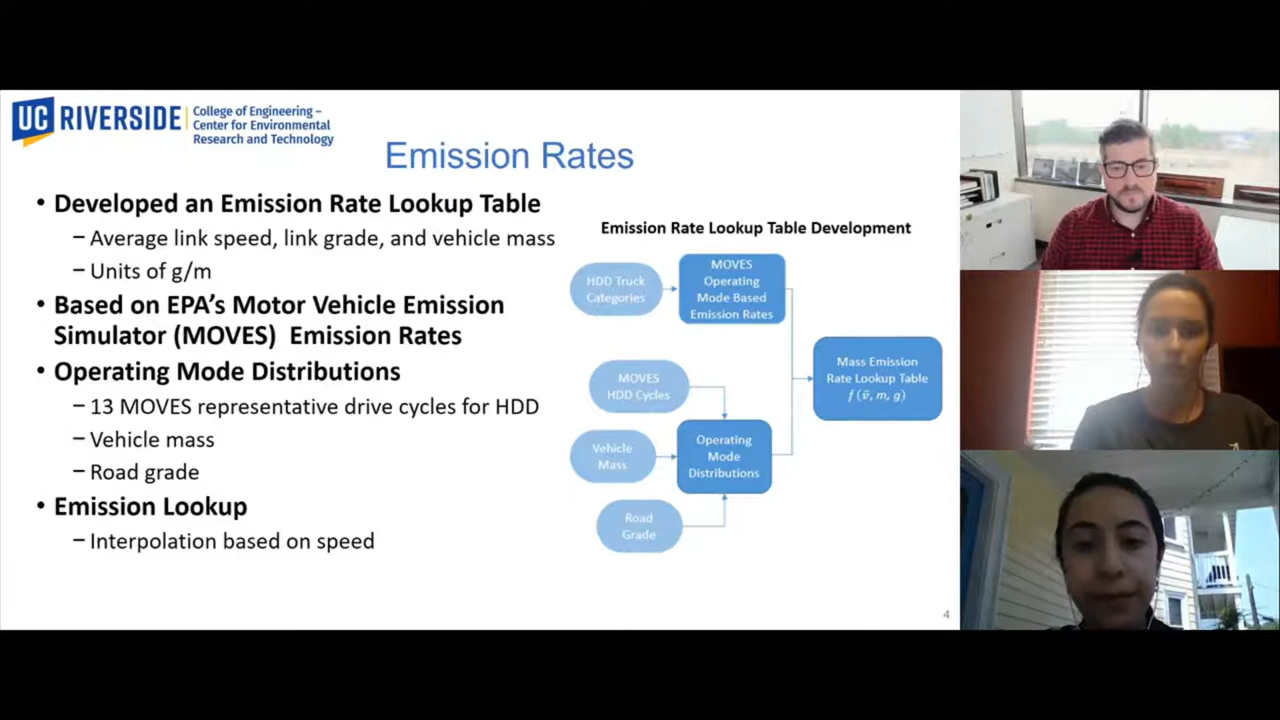 UC RIVERSIDE
College of Engineering –
Center for Environmental
Research and Technology
Emission Rates
• Developed an Emission Rate Lookup Table
– Average link speed, link grade, and vehicle mass
– Units of g/m
• Based on EPA's Motor Vehicle Emission
Simulator (MOVES) Emission Rates
• Operating Mode Distributions
– 13 MOVES representative drive cycles for HDD
– Vehicle mass
– Road grade
• Emission Lookup
– Interpolation based on speed
Emission Rate Lookup Table Development
HDD Truck
Categories
MOVES
Operating
Mode Based
Emission Rates
MOVES
HDD Cycles
Vehicle
Mass
Road
Grade
Operating
Mode
Distributions
Mass Emission
Rate Lookup Table
f(v̄, m, g)
4